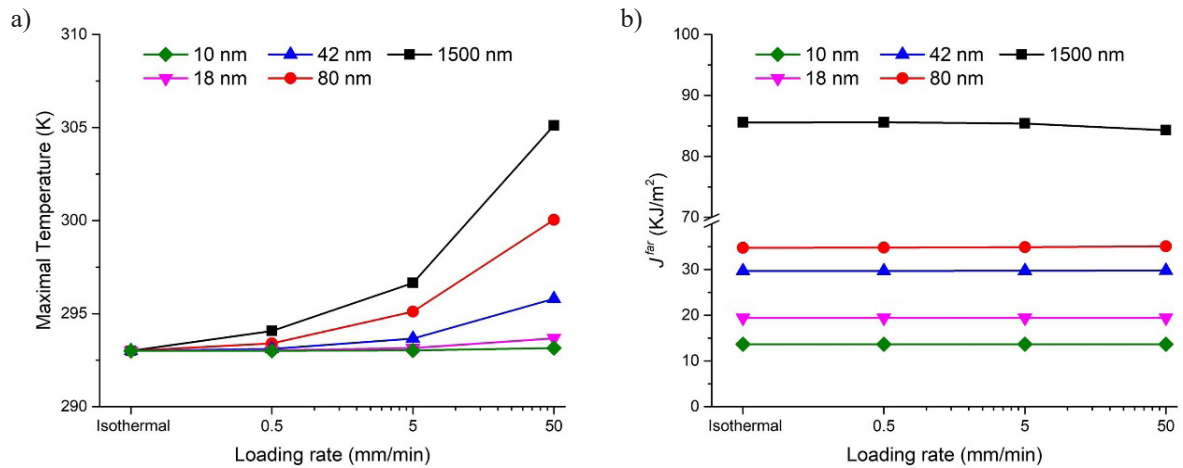 a)
310
305
300
295
290
Maximal Temperature (K)
10 nm 42 nm 1500 nm
18 nm 80 nm
Isothermal 0.5 5 50
Loading rate (mm/min)
b)
100
95
90
85
80
70
30
20
10
0
J^far (KJ/m²)
10 nm 42 nm 1500 nm
18 nm 80 nm
Isothermal 0.5 5 50
Loading rate (mm/min)